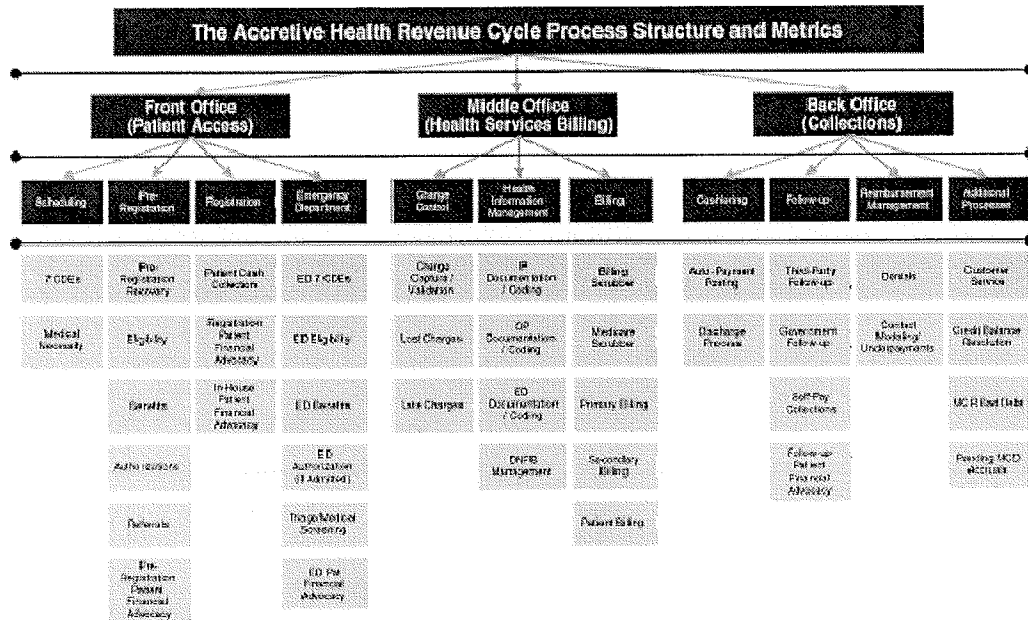 The Accretive Health Revenue Cycle Process Structure and Metrics
Front Office
(Patient Access)
Middle Office
(Health Services Billing)
Back Office
(Collections)
Scheduling
Pre-
Registration
Registration
Emergency
Department
Charge
Control
Health
Information
Management
Billing
Cashiering
Follow-up
Reimbursement
Management
Additional
Processes
7 CDEs
Medical
Necessity
Pre-
Registration
Recovery
Eligibility
Benefits
Authorizations
Referrals
Pre-
Registration
Patient
Financial
Advocacy
Patient Cash
Collection
Registration
Patient
Financial
Advocacy
In House
Patient
Financial
Advocacy
ED 7 CDEs
ED Eligibility
ED Benefits
ED
Authorization
(if Admitted)
Triage/Medical
Screening
ED Pat
Financial
Advocacy
Charge
Capture /
Validation
Lost Charges
Late Charges
IP
Documentation
/ Coding
OP
Documentation
/ Coding
ED
Documentation
/ Coding
DNFB
Management
Billing
Scrubber
Medicare
Scrubber
Primary Billing
Secondary
Billing
Patient Billing
Auto-Payment
Posting
Discharge
Process
Third-Party
Follow-up
Government
Follow-up
Self-Pay
Collections
Follow-up
Patient
Financial
Advocacy
Denials
Contract
Modeling/
Underpayments
Customer
Service
Credit Balance
Resolution
MCR Bad Debt
Pending MCD